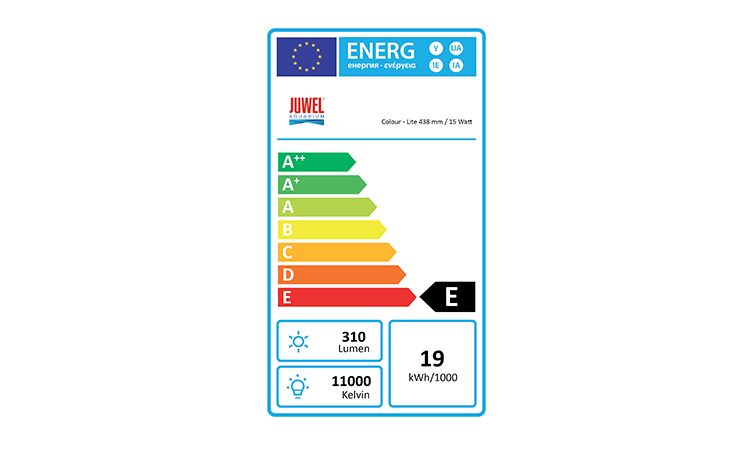 ENERG
енергия · ενέργεια
Y
IJA
IE
IA
JUWEL
AQUARIUM
Colour - Lite 438 mm / 15 Watt
A++
A+
A
B
C
D
E
E
310
Lumen
11000
Kelvin
19
kWh/1000